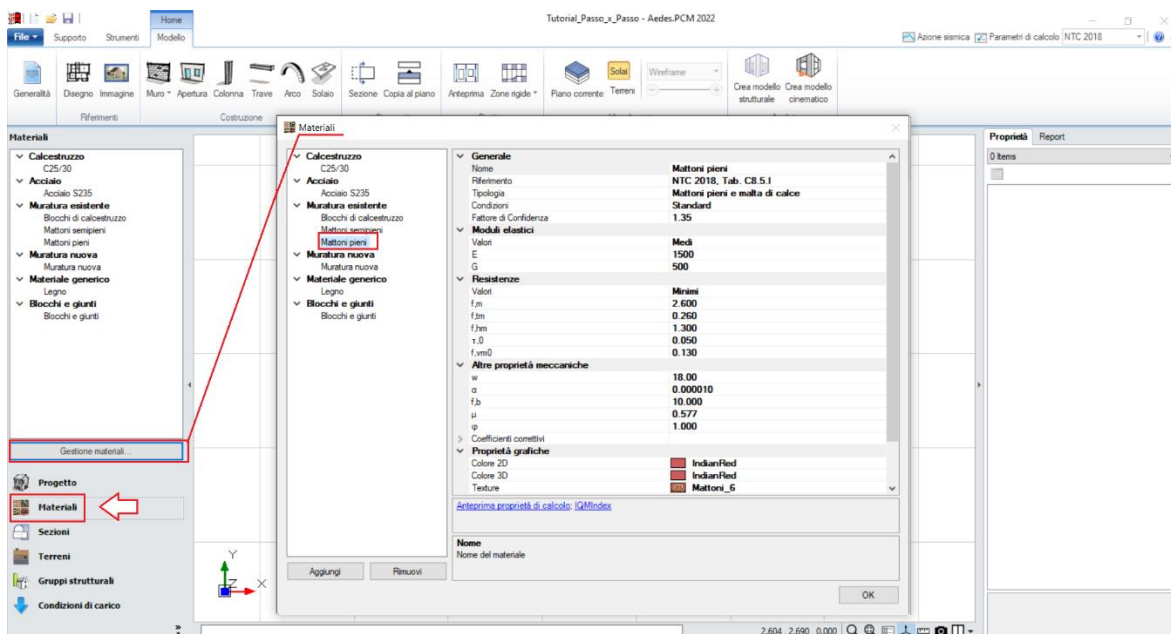 Tutorial_Passo_x_Passo - Aedes.PCM 2022
Home
File Supporto Strumenti Modello
Azione sismica Parametri di calcolo NTC 2018
Generalità Disegno Immagine Muro Apertura Colonna Trave Arco Solaio Sezione Copia al piano Anteprima Zone rigide Piano corrente Solai Terreni Wireframe Crea modello strutturale Crea modello cinematico
Riferimenti Costruzione
Materiali
Calcestruzzo
C25/30
Acciaio
Acciaio S235
Muratura esistente
Blocchi di calcestruzzo
Mattoni semipieni
Mattoni pieni
Muratura nuova
Muratura nuova
Materiale generico
Legno
Blocchi e giunti
Blocchi e giunti
Gestione materiali...
Progetto
Materiali
Sezioni
Terreni
Gruppi strutturali
Condizioni di carico
Materiali
Calcestruzzo
C25/30
Acciaio
Acciaio S235
Muratura esistente
Blocchi di calcestruzzo
Mattoni semipieni
Mattoni pieni
Muratura nuova
Muratura nuova
Materiale generico
Legno
Blocchi e giunti
Blocchi e giunti
Aggiungi Rimuovi
Generale
Nome Mattoni pieni
Riferimento NTC 2018, Tab. C8.5.I
Tipologia Mattoni pieni e malta di calce
Condizioni Standard
Fattore di Confidenza 1.35
Moduli elastici
Valori Medi
E 1500
G 500
Resistenze
Valori Minimi
f,m 2.600
f,tm 0.260
f,hm 1.300
τ,0 0.050
f,vm0 0.130
Altre proprietà meccaniche
w 18.00
α 0.000010
f,b 10.000
μ 0.577
φ 1.000
Coefficienti correttivi
Proprietà grafiche
Colore 2D IndianRed
Colore 3D IndianRed
Texture Mattoni_6
Anteprima proprietà di calcolo; IQMIndex
Nome
Nome del materiale
OK
Proprietà Report
0 Items
Y
Z X
2.604 2.690 0.000